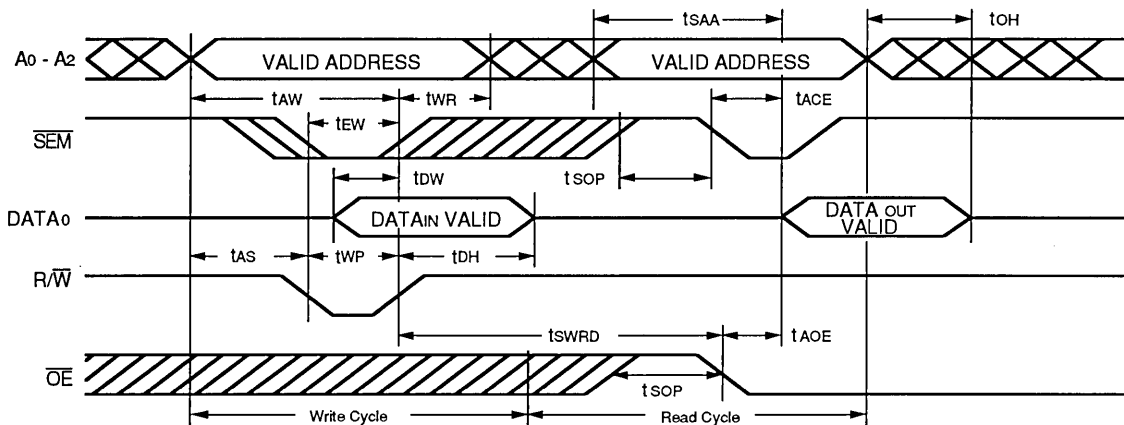 tSAA tOH
A0 - A2 VALID ADDRESS VALID ADDRESS
tAW tWR tACE
tEW
SEM
tDW tSOP
DATA0 DATAIN VALID DATA OUT VALID
tAS tWP tDH
R/W
tSWRD tAOE
OE tSOP
Write Cycle Read Cycle